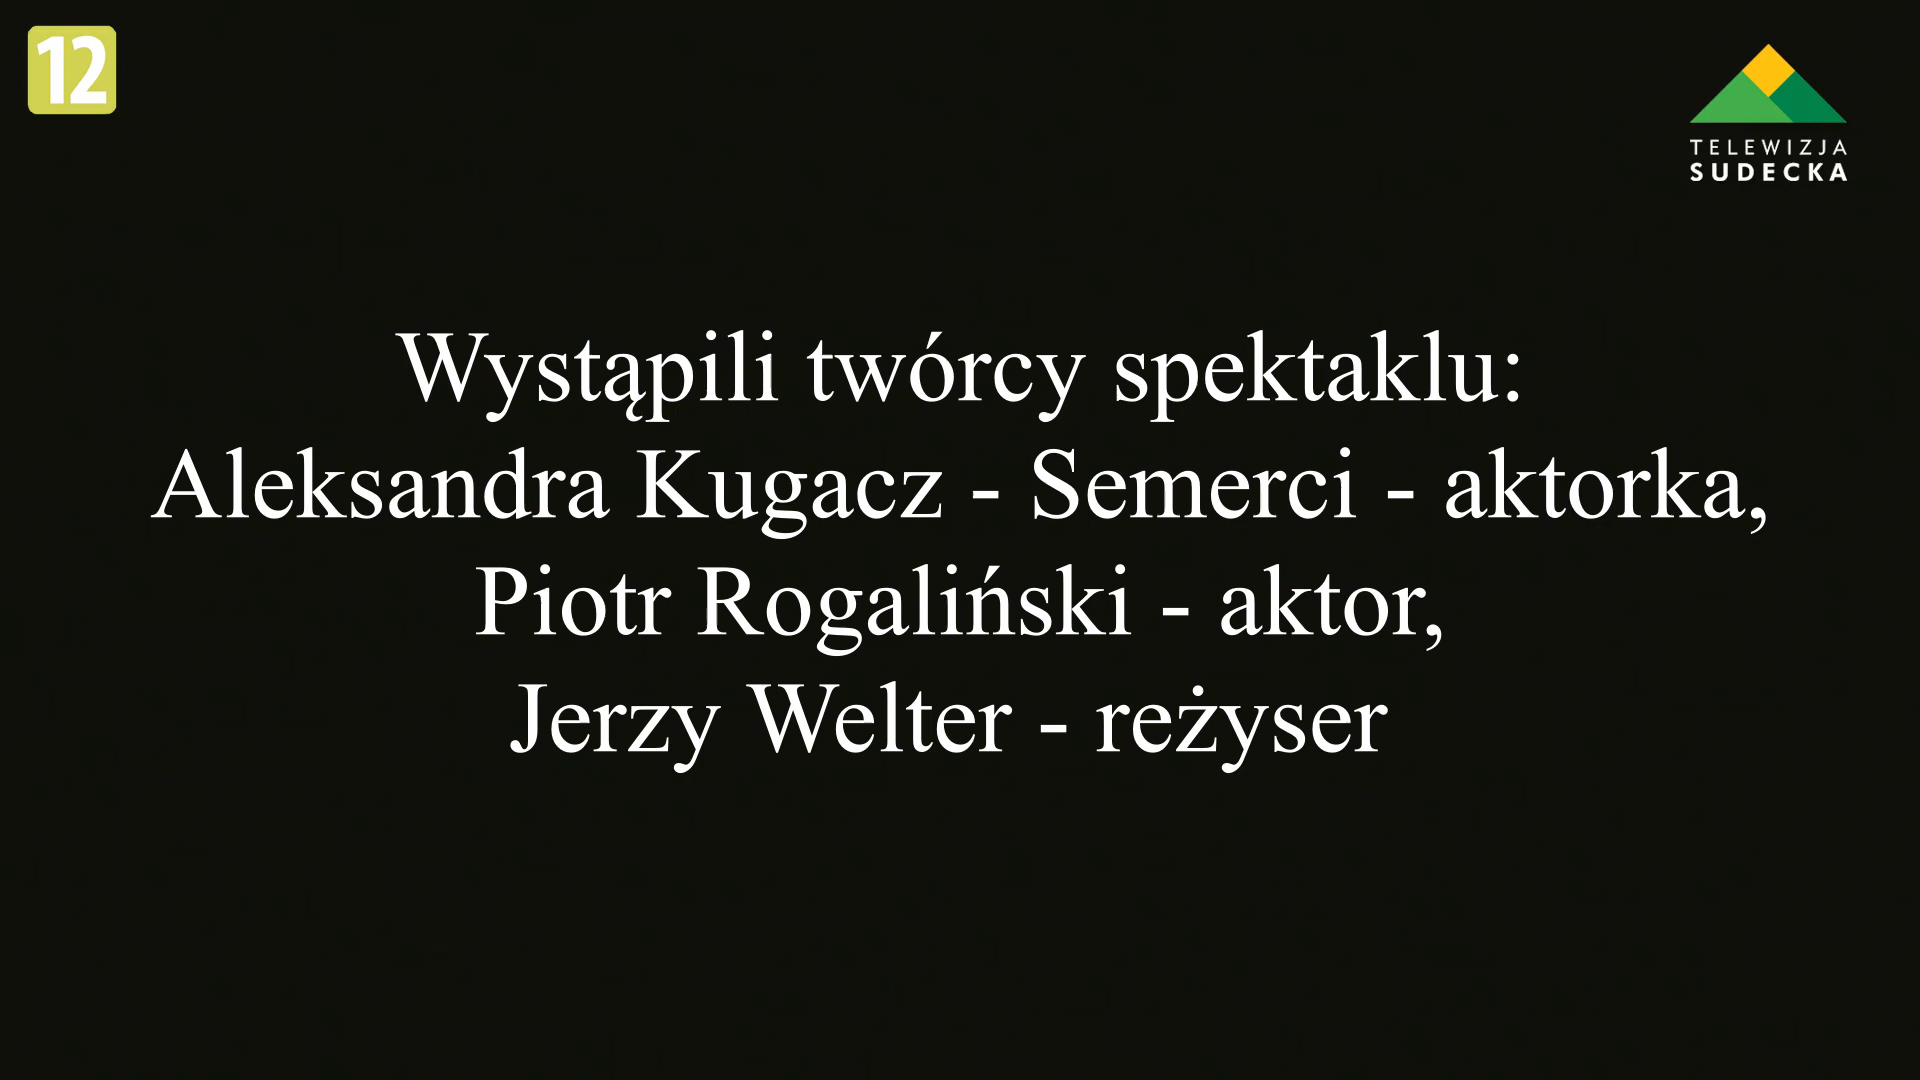 12
TELEWIZJA
SUDECKA
Wystąpili twórcy spektaklu:
Aleksandra Kugacz - Semerci - aktorka,
Piotr Rogaliński - aktor,
Jerzy Welter - reżyser